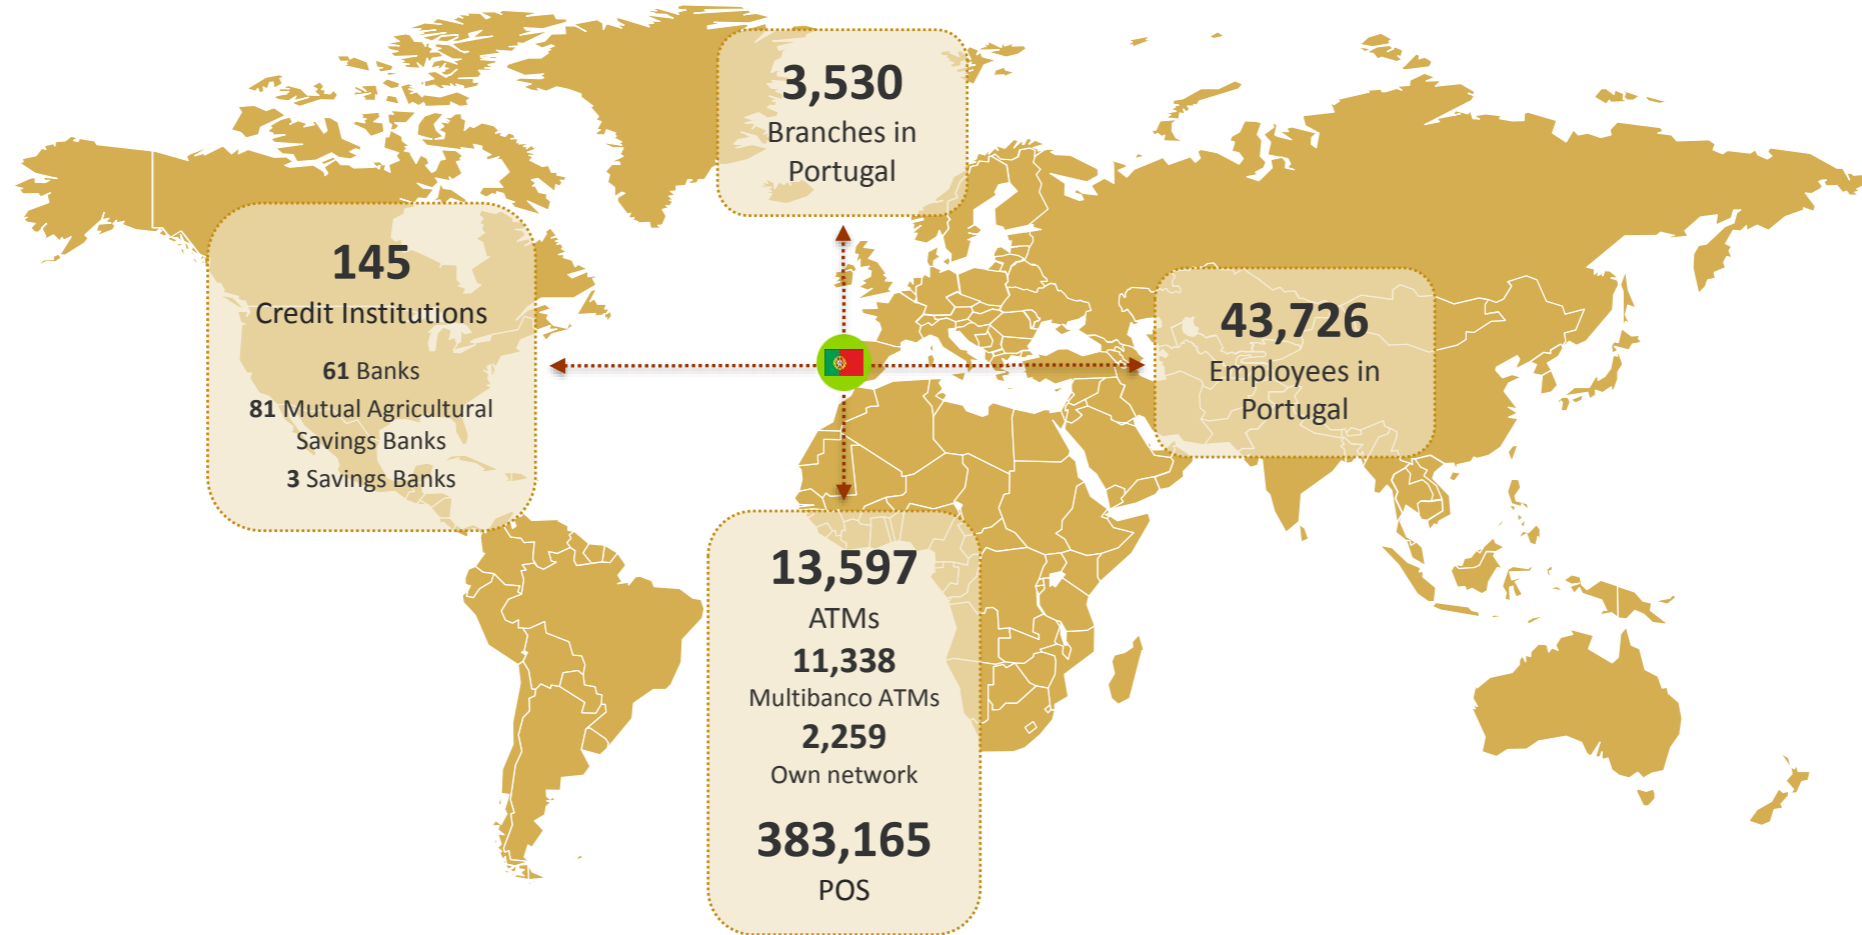 3,530
Branches in
Portugal
145
Credit Institutions
61 Banks
81 Mutual Agricultural
Savings Banks
3 Savings Banks
43,726
Employees in
Portugal
13,597
ATMs
11,338
Multibanco ATMs
2,259
Own network
383,165
POS